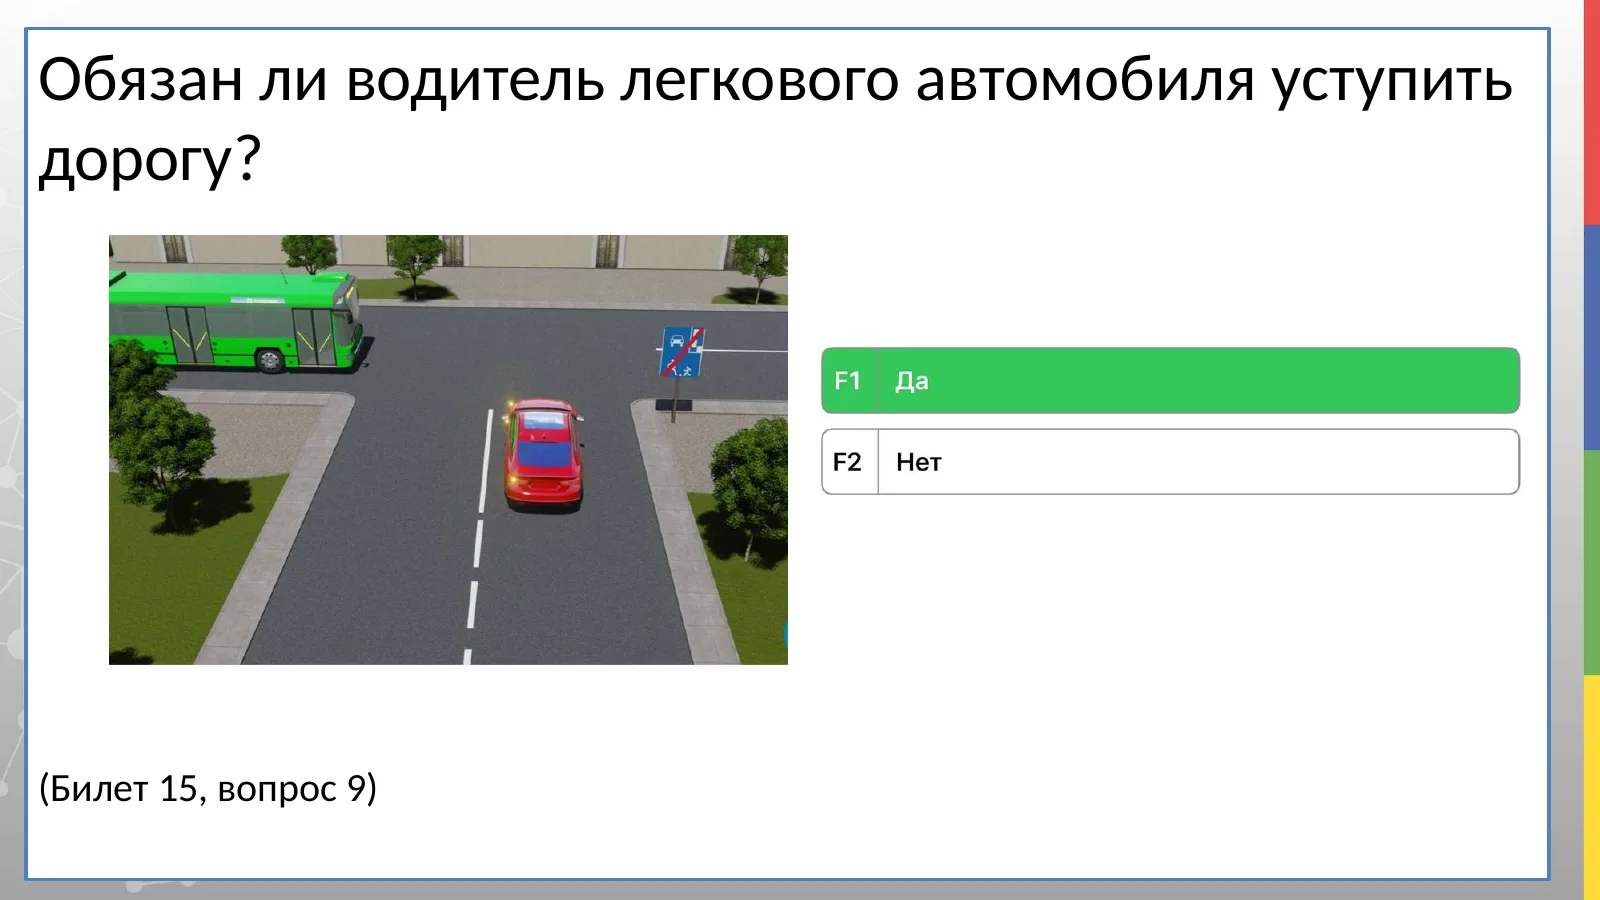 Обязан ли водитель легкового автомобиля уступить
дорогу?
F1 Да
F2 Нет
(Билет 15, вопрос 9)